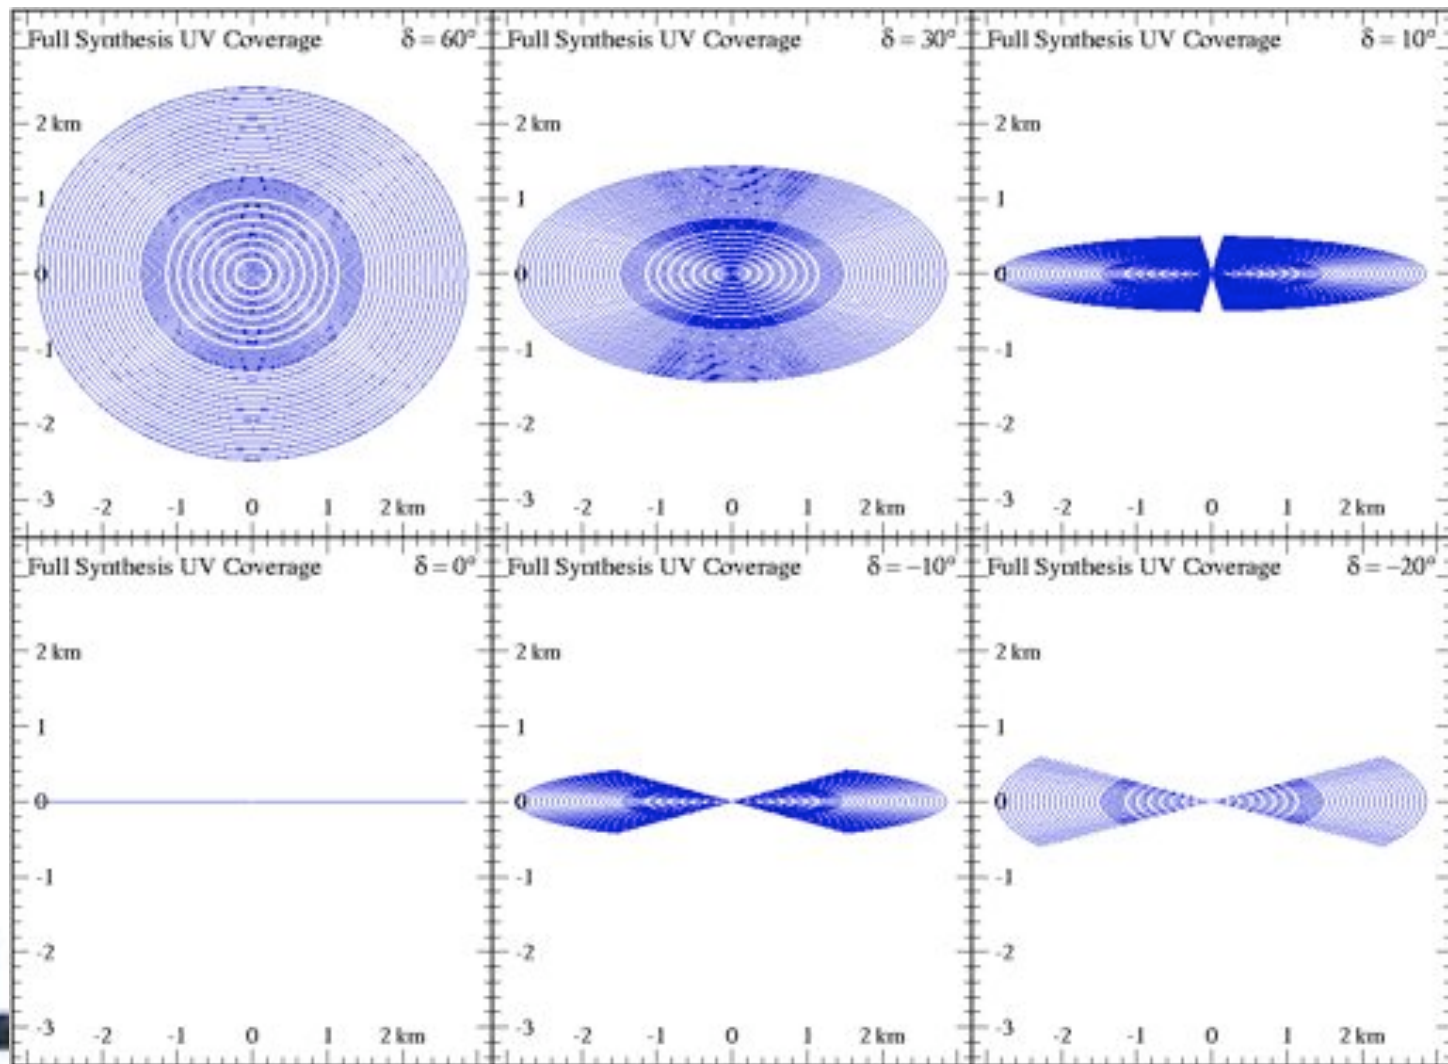 Full Synthesis UV Coverage δ = 60°
2 km
1
0
-1
-2
-3
-2 -1 0 1 2 km
Full Synthesis UV Coverage δ = 30°
2 km
1
0
-1
-2
-3
-2 -1 0 1 2 km
Full Synthesis UV Coverage δ = 10°
2 km
1
0
-1
-2
-3
-2 -1 0 1 2 km
Full Synthesis UV Coverage δ = 0°
2 km
1
0
-1
-2
-3
-2 -1 0 1 2 km
Full Synthesis UV Coverage δ = −10°
2 km
1
0
-1
-2
-3
-2 -1 0 1 2 km
Full Synthesis UV Coverage δ = −20°
2 km
1
0
-1
-2
-3
-2 -1 0 1 2 km